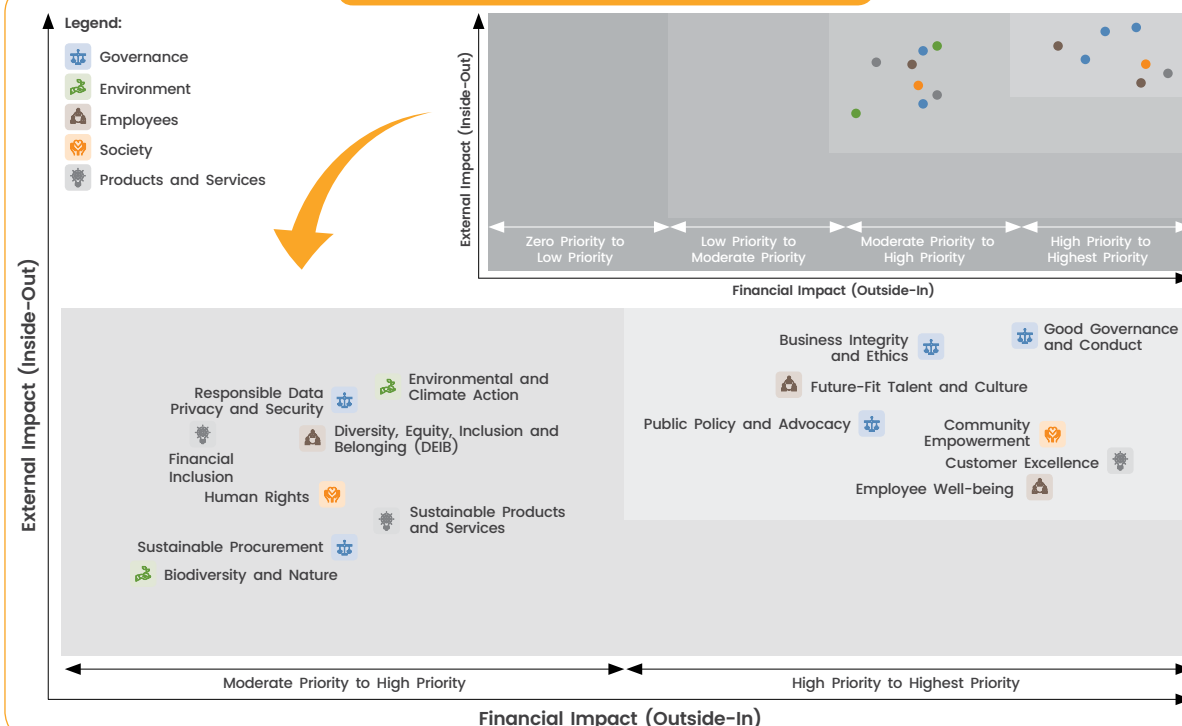 Legend:
Governance
Environment
Employees
Society
Products and Services
External Impact (Inside-Out)
Zero Priority to
Low Priority
Low Priority to
Moderate Priority
Moderate Priority to
High Priority
High Priority to
Highest Priority
Financial Impact (Outside-In)
External Impact (Inside-Out)
Responsible Data
Privacy and Security
Environmental and
Climate Action
Diversity, Equity, Inclusion and
Belonging (DEIB)
Financial
Inclusion
Human Rights
Sustainable Products
and Services
Sustainable Procurement
Biodiversity and Nature
Business Integrity
and Ethics
Good Governance
and Conduct
Future-Fit Talent and Culture
Public Policy and Advocacy
Community
Empowerment
Customer Excellence
Employee Well-being
Moderate Priority to High Priority
High Priority to Highest Priority
Financial Impact (Outside-In)